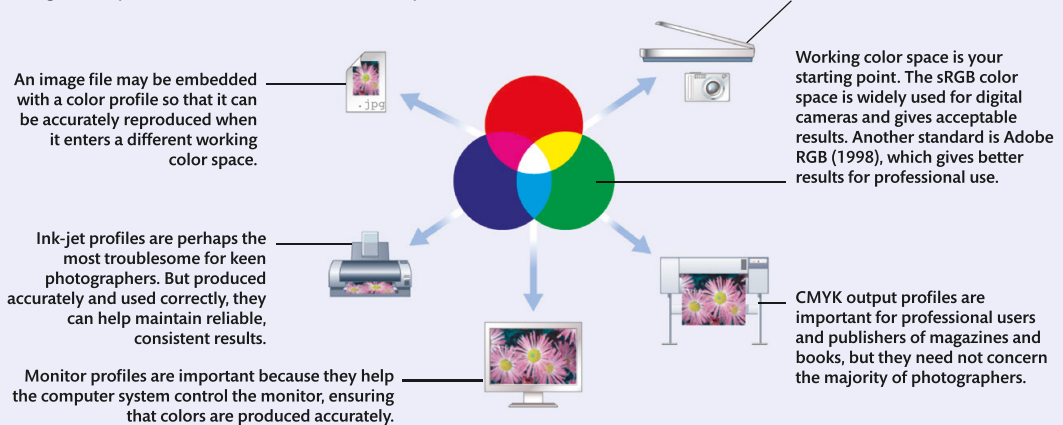 An image file may be embedded
with a color profile so that it can
be accurately reproduced when
it enters a different working
color space.
.jpg
Working color space is your
starting point. The sRGB color
space is widely used for digital
cameras and gives acceptable
results. Another standard is Adobe
RGB (1998), which gives better
results for professional use.
Ink-jet profiles are perhaps the
most troublesome for keen
photographers. But produced
accurately and used correctly, they
can help maintain reliable,
consistent results.
CMYK output profiles are
important for professional users
and publishers of magazines and
books, but they need not concern
the majority of photographers.
Monitor profiles are important because they help
the computer system control the monitor, ensuring
that colors are produced accurately.